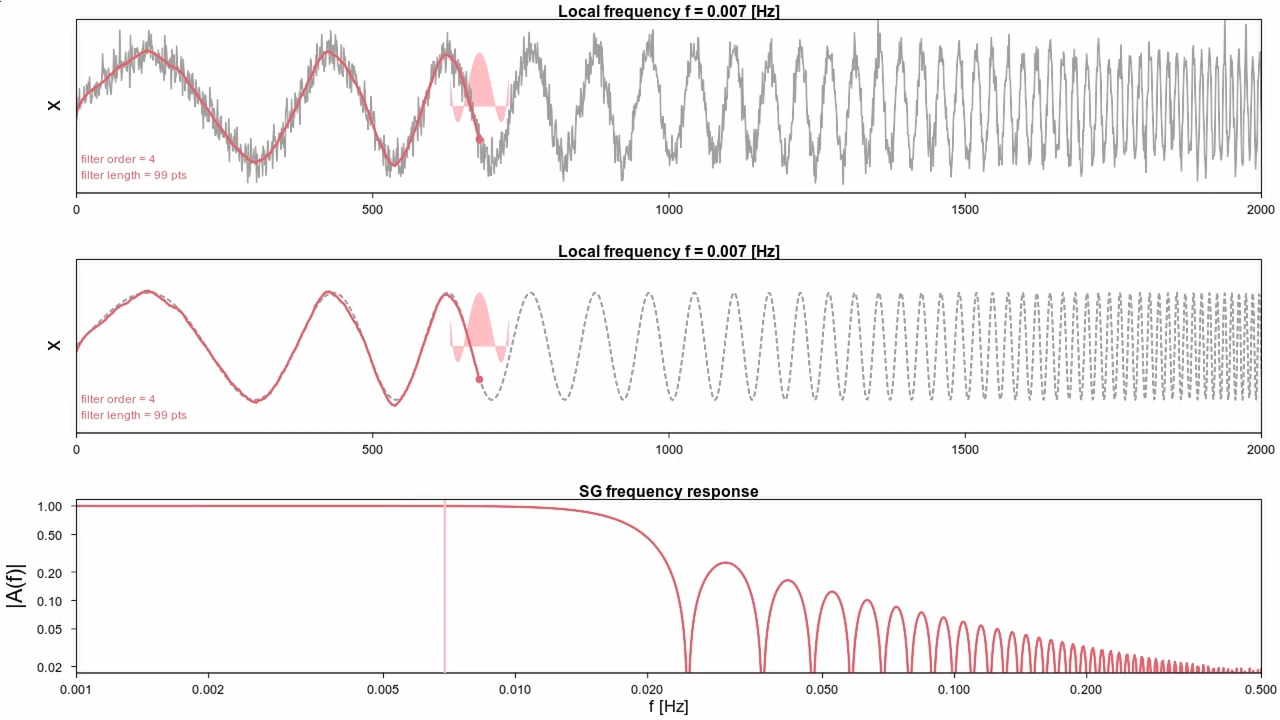 Local frequency f = 0.007 [Hz]
X
filter order = 4
filter length = 99 pts
0 500 1000 1500 2000
Local frequency f = 0.007 [Hz]
X
filter order = 4
filter length = 99 pts
0 500 1000 1500 2000
SG frequency response
|A(f)|
1.00
0.50
0.20
0.10
0.05
0.02
0.001 0.002 0.005 0.010 0.020 0.050 0.100 0.200 0.500
f [Hz]